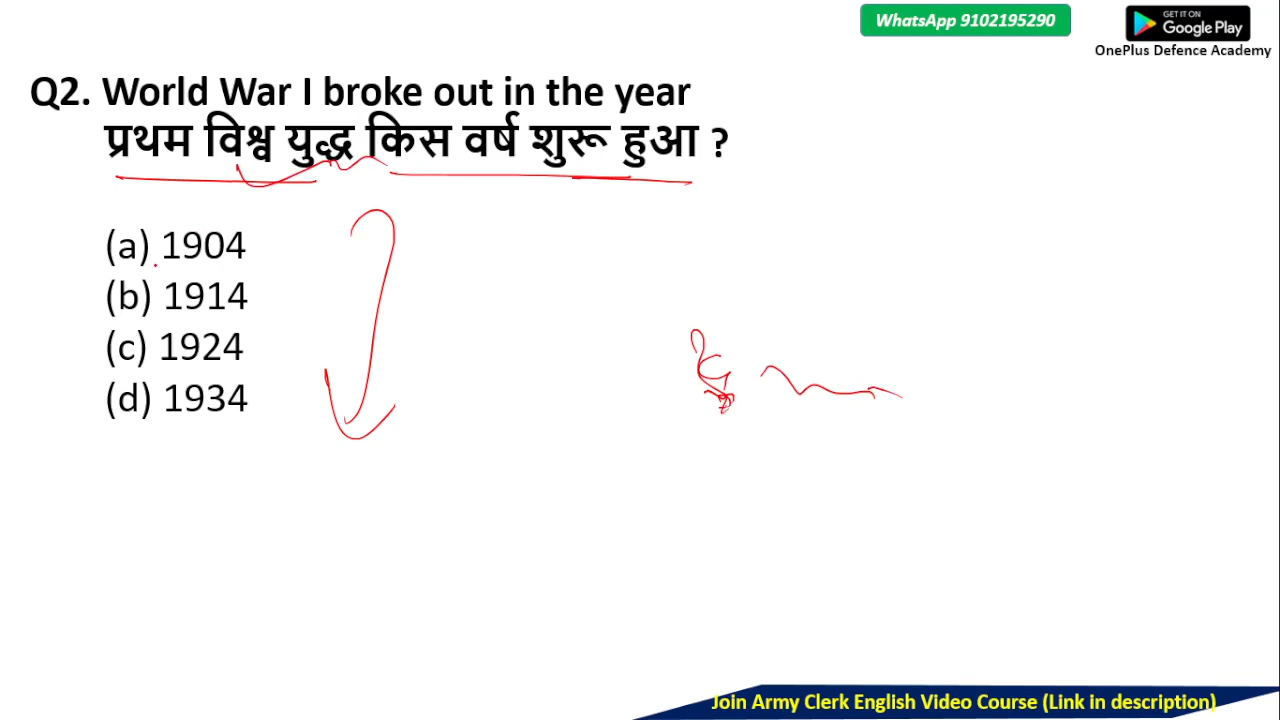 WhatsApp 9102195290
GET IT ON
Google Play
OnePlus Defence Academy
Q2. World War I broke out in the year
प्रथम विश्व युद्ध किस वर्ष शुरू हुआ ?
(a) 1904
(b) 1914
(c) 1924
(d) 1934
Join Army Clerk English Video Course (Link in description)